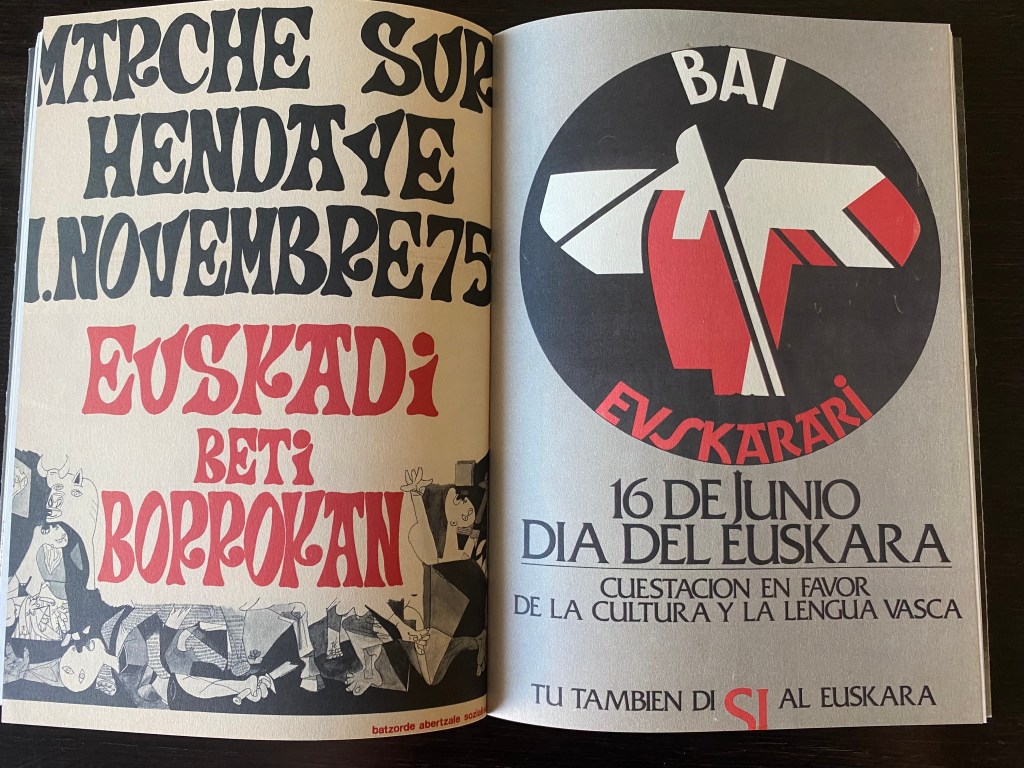 MARCHE SUR
HENDAYE
1.NOVEMBRE 75
EUSKADi
BETi
BORROKAN
batzorde abertzale
BAI
EUSKARARi
16 DE JUNIO
DIA DEL EUSKARA
CUESTACION EN FAVOR
DE LA CULTURA Y LA LENGUA VASCA
TU TAMBIEN DI SI AL EUSKARA